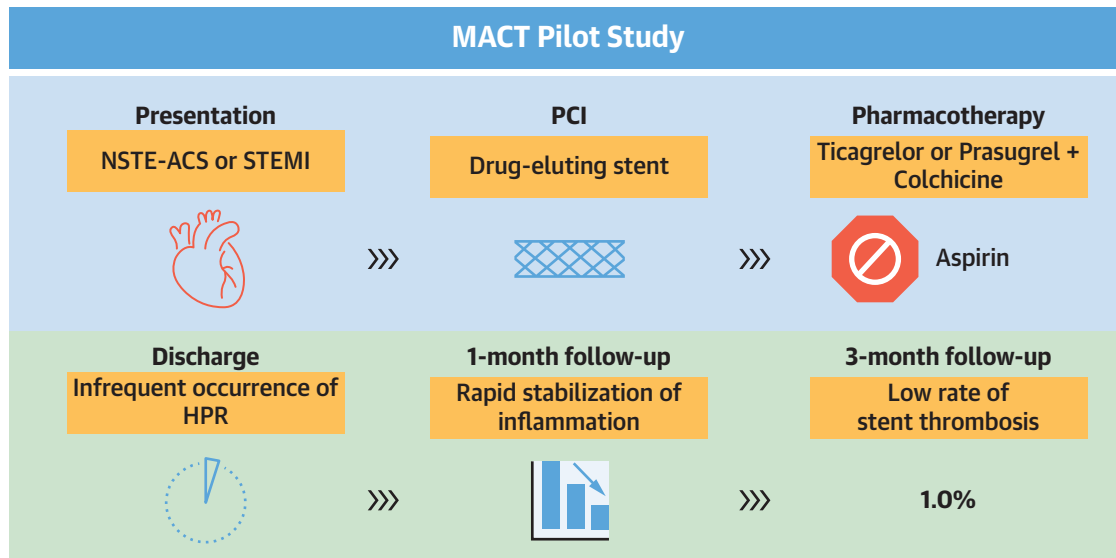 MACT Pilot Study
Presentation
NSTE-ACS or STEMI
PCI
Drug-eluting stent
Pharmacotherapy
Ticagrelor or Prasugrel +
Colchicine
Aspirin
Discharge
Infrequent occurrence of
HPR
1-month follow-up
Rapid stabilization of
inflammation
3-month follow-up
Low rate of
stent thrombosis
1.0%